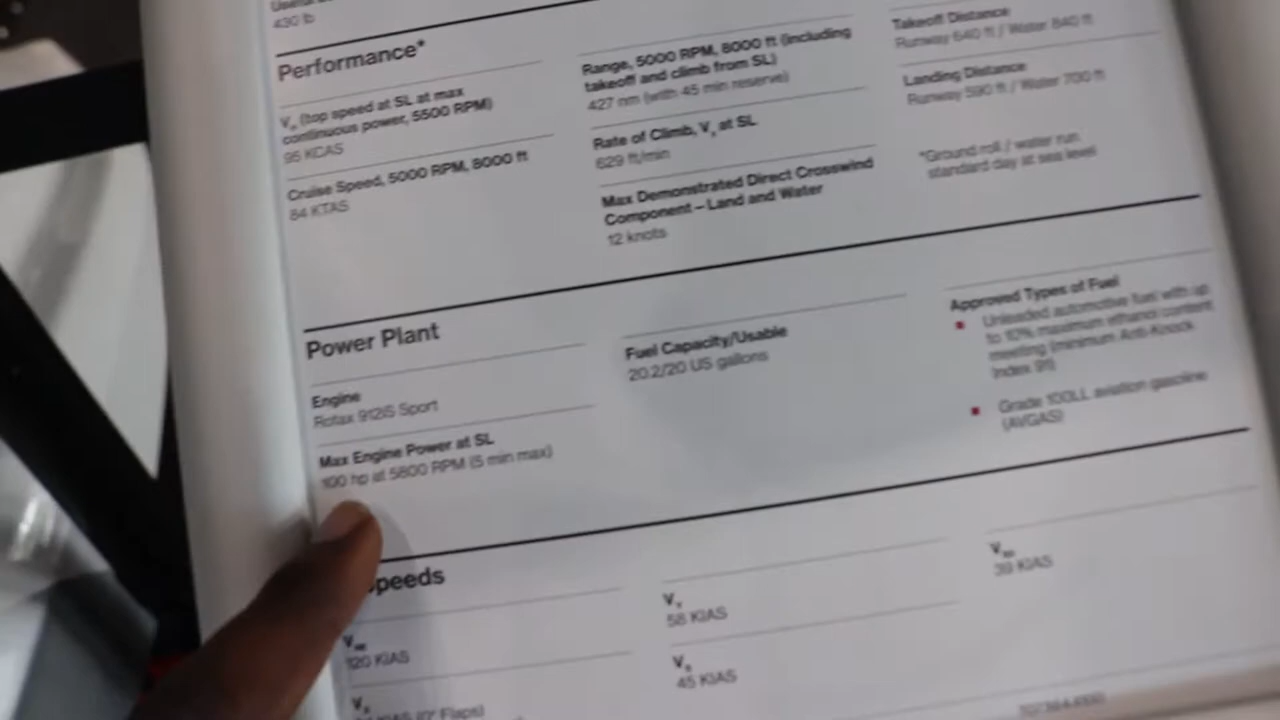 430 lb
Performance*
V (top speed at SL at max
continuous power, 5500 RPM)
95 KCAS
Cruise Speed, 5000 RPM, 8000 ft
84 KTAS
Range, 5000 RPM, 8000 ft (including
takeoff and climb from SL)
427 nm (with 45 min reserve)
Rate of Climb, V at SL
629 ft/min
Max Demonstrated Direct Crosswind
Component – Land and Water
12 knots
Takeoff Distance
Runway 640 ft / Water 840 ft
Landing Distance
Runway 590 ft / Water 700 ft
*Ground roll / water run
standard day at sea level
Power Plant
Engine
Rotax 912iS Sport
Max Engine Power at SL
100 hp at 5800 RPM (5 min max)
Fuel Capacity/Usable
20.2/20 US gallons
Approved Types of Fuel
Unleaded automotive fuel with up
to 10% maximum ethanol content
meeting (minimum Anti-Knock
Index 91)
Grade 100LL aviation gasoline
(AVGAS)
peeds
V
120 KIAS
V
KIAS (0° Flaps)
V
58 KIAS
V
45 KIAS
V
39 KIAS